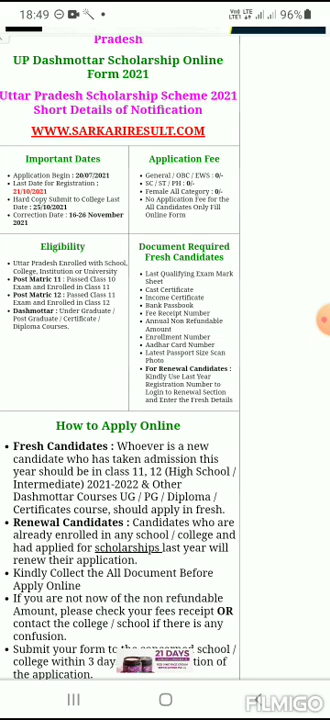 18:49
Vo)) LTE
LTE1
96%
Pradesh
UP Dashmottar Scholarship Online
Form 2021
Uttar Pradesh Scholarship Scheme 2021
Short Details of Notification
WWW.SARKARIRESULT.COM
Important Dates
• Application Begin : 20/07/2021
• Last Date for Registration :
21/10/2021
• Hard Copy Submit to College Last
Date : 25/10/2021
• Correction Date : 16-26 November
2021
Application Fee
• General / OBC / EWS : 0/-
• SC / ST / PH : 0/-
• Female All Category : 0/-
• No Application Fee for the
All Candidates Only Fill
Online Form
Eligibility
• Uttar Pradesh Enrolled with School,
College, Institution or University
• Post Matric 11 : Passed Class 10
Exam and Enrolled in Class 11
• Post Matric 12 : Passed Class 11
Exam and Enrolled in Class 12
• Dashmottar : Under Graduate /
Post Graduate / Certificate /
Diploma Courses.
Document Required
Fresh Candidates
• Last Qualifying Exam Mark
Sheet
• Cast Certificate
• Income Certificate
• Bank Passbook
• Fee Receipt Number
• Annual Non Refundable
Amount
• Enrollment Number
• Aadhar Card Number
• Latest Passport Size Scan
Photo
• For Renewal Candidates :
Kindly Use Last Year
Registration Number to
Login to Renewal Section
and Enter the Fresh Details
How to Apply Online
• Fresh Candidates : Whoever is a new
candidate who has taken admission this
year should be in class 11, 12 (High School /
Intermediate) 2021-2022 & Other
Dashmottar Courses UG / PG / Diploma /
Certificates course, should apply in fresh.
• Renewal Candidates : Candidates who are
already enrolled in any school / college and
had applied for scholarships last year will
renew their application.
• Kindly Collect the All Document Before
Apply Online
• If you are not now of the non refundable
Amount, please check your fees receipt OR
contact the college / school if there is any
confusion.
• Submit your form to school /
college within 3 day of
the application.
21 DAYS
FILMIGO